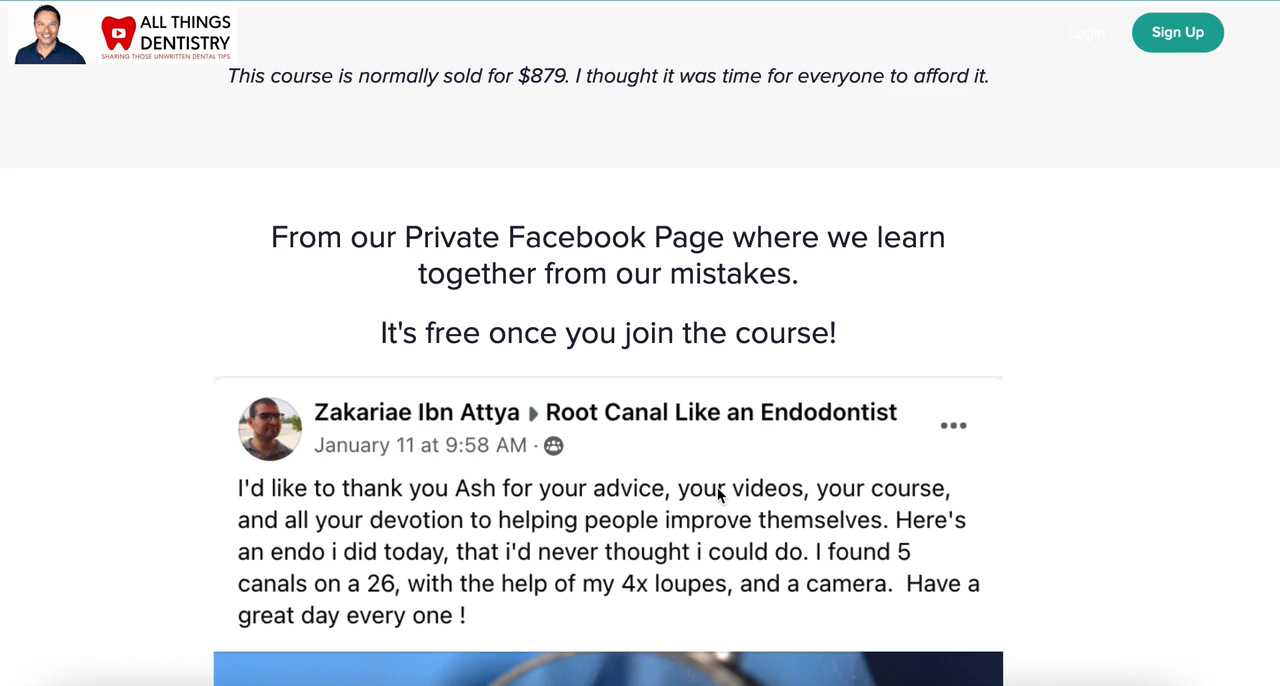 ALL THINGS
DENTISTRY
SHARING THOSE UNWRITTEN DENTAL TIPS
Login
Sign Up
This course is normally sold for $879. I thought it was time for everyone to afford it.
From our Private Facebook Page where we learn
together from our mistakes.
It's free once you join the course!
Zakariae Ibn Attya ▸ Root Canal Like an Endodontist
January 11 at 9:58 AM ·
I'd like to thank you Ash for your advice, your videos, your course,
and all your devotion to helping people improve themselves. Here's
an endo i did today, that i'd never thought i could do. I found 5
canals on a 26, with the help of my 4x loupes, and a camera. Have a
great day every one !